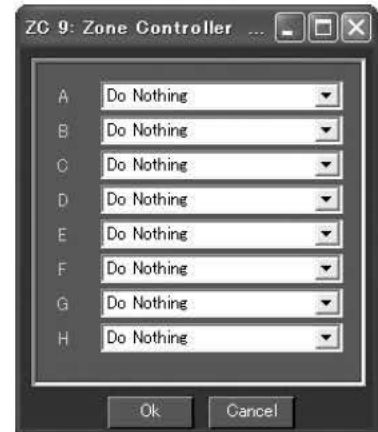 ZC 9: Zone Controller ...
A Do Nothing
B Do Nothing
C Do Nothing
D Do Nothing
E Do Nothing
F Do Nothing
G Do Nothing
H Do Nothing
Ok Cancel